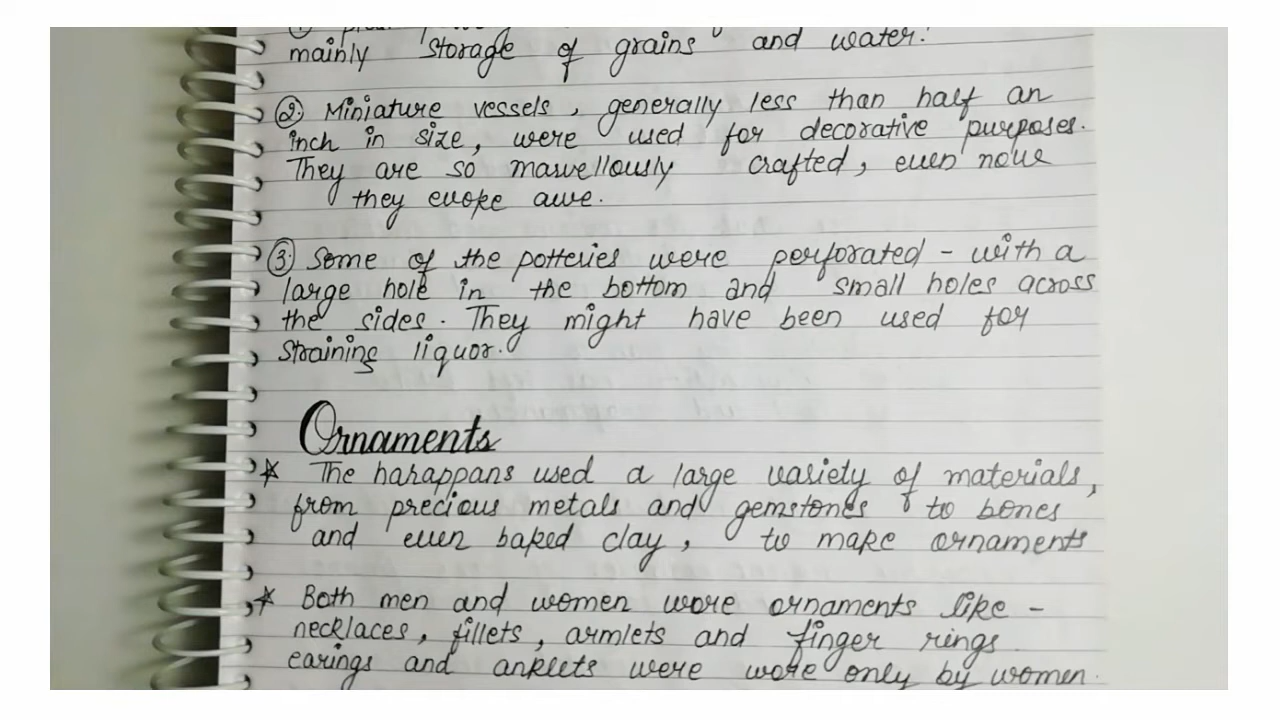 mainly storage of grains and water.
② Miniature vessels, generally less than half an
inch in size, were used for decorative purposes.
They are so marvellously crafted, even now
they evoke awe.
③ Some of the potteries were perforated - with a
large hole in the bottom and small holes across
the sides. They might have been used for
straining liquor.
Ornaments
* The harappans used a large variety of materials,
from precious metals and gemstones to bones
and even baked clay, to make ornaments
* Both men and women wore ornaments like -
necklaces, fillets, armlets and finger rings
earings and anklets were wore only by women.